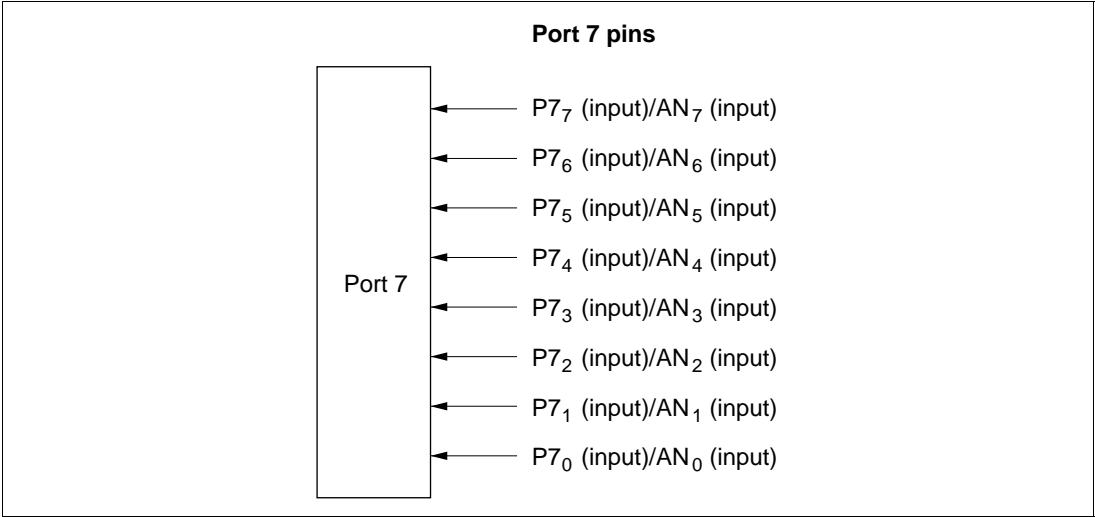 Port 7 pins
P7₇ (input)/AN₇ (input)
P7₆ (input)/AN₆ (input)
P7₅ (input)/AN₅ (input)
P7₄ (input)/AN₄ (input)
Port 7
P7₃ (input)/AN₃ (input)
P7₂ (input)/AN₂ (input)
P7₁ (input)/AN₁ (input)
P7₀ (input)/AN₀ (input)